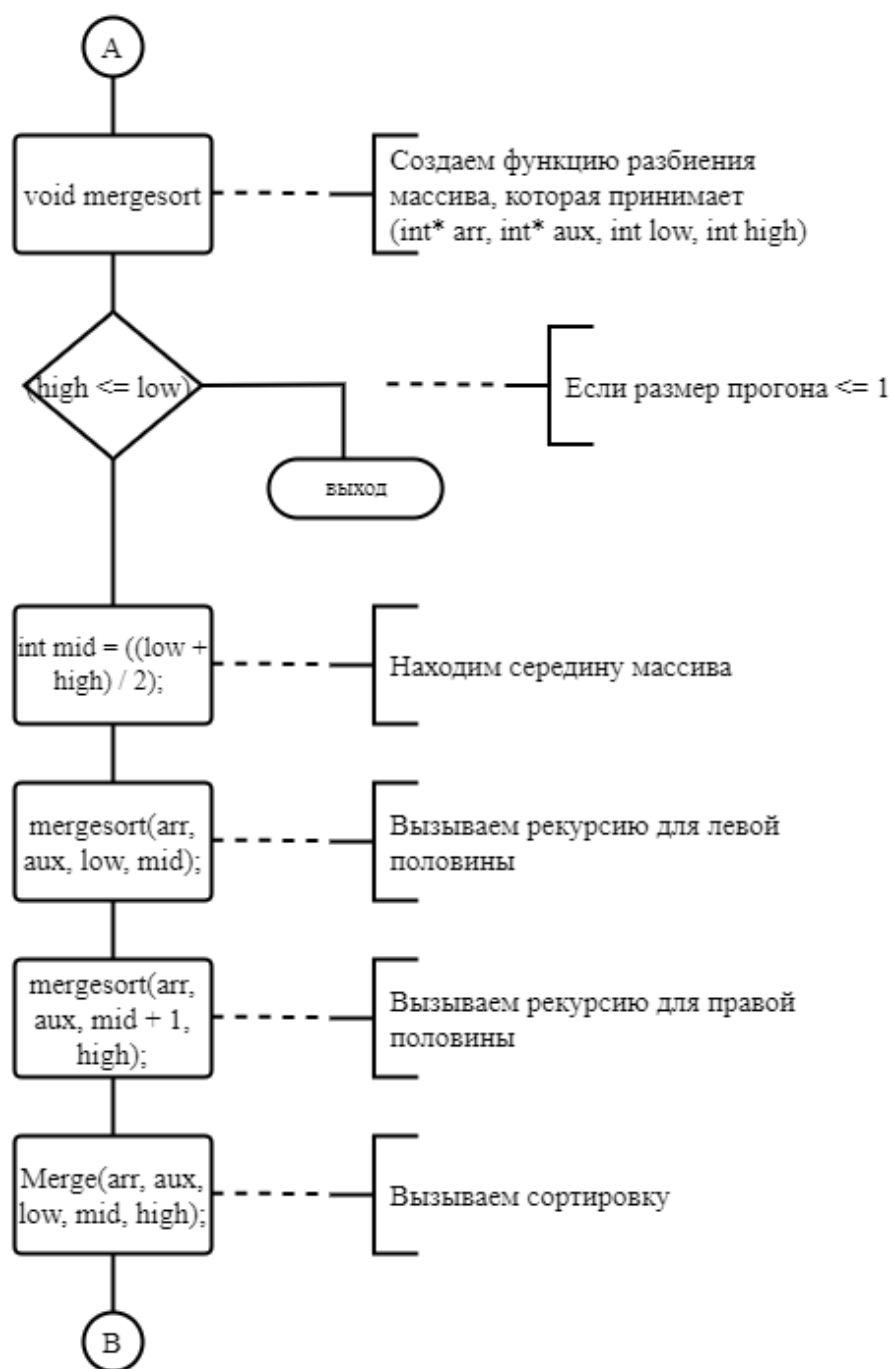 A
void mergesort
Создаем функцию разбиения
массива, которая принимает
(int* arr, int* aux, int low, int high)
(high <= low)
Если размер прогона <= 1
выход
int mid = ((low +
high) / 2);
Находим середину массива
mergesort(arr,
aux, low, mid);
Вызываем рекурсию для левой
половины
mergesort(arr,
aux, mid + 1,
high);
Вызываем рекурсию для правой
половины
Merge(arr, aux,
low, mid, high);
Вызываем сортировку
B